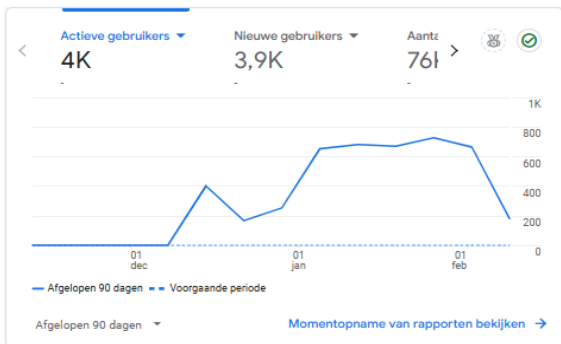 Actieve gebruikers Nieuwe gebruikers Aanta
4K 3,9K 76
- - -
1K
800
600
400
200
0
01 dec 01 jan 01 feb
Afgelopen 90 dagen Voorgaande periode
Afgelopen 90 dagen Momentopname van rapporten bekijken